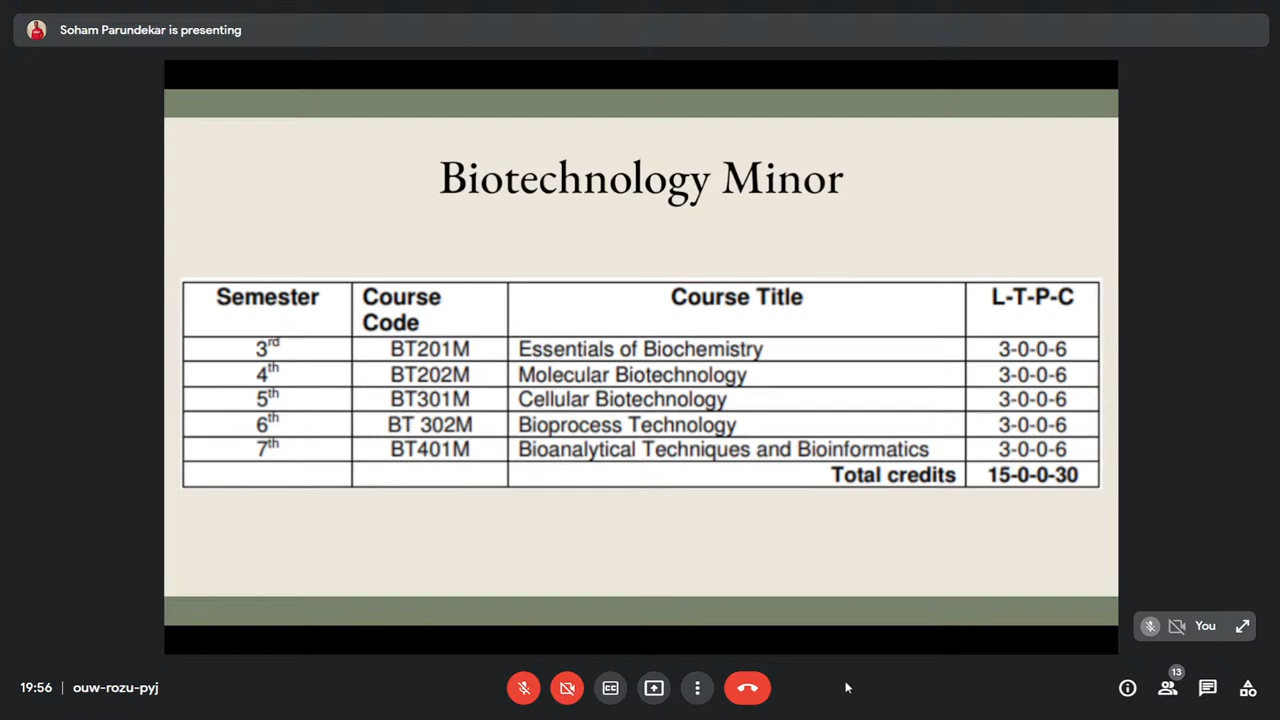 Soham Parundekar is presenting
Biotechnology Minor
Semester Course Code Course Title L-T-P-C
3rd BT201M Essentials of Biochemistry 3-0-0-6
4th BT202M Molecular Biotechnology 3-0-0-6
5th BT301M Cellular Biotechnology 3-0-0-6
6th BT 302M Bioprocess Technology 3-0-0-6
7th BT401M Bioanalytical Techniques and Bioinformatics 3-0-0-6
Total credits 15-0-0-30
You
19:56 | ouw-rozu-pyj
CC
13